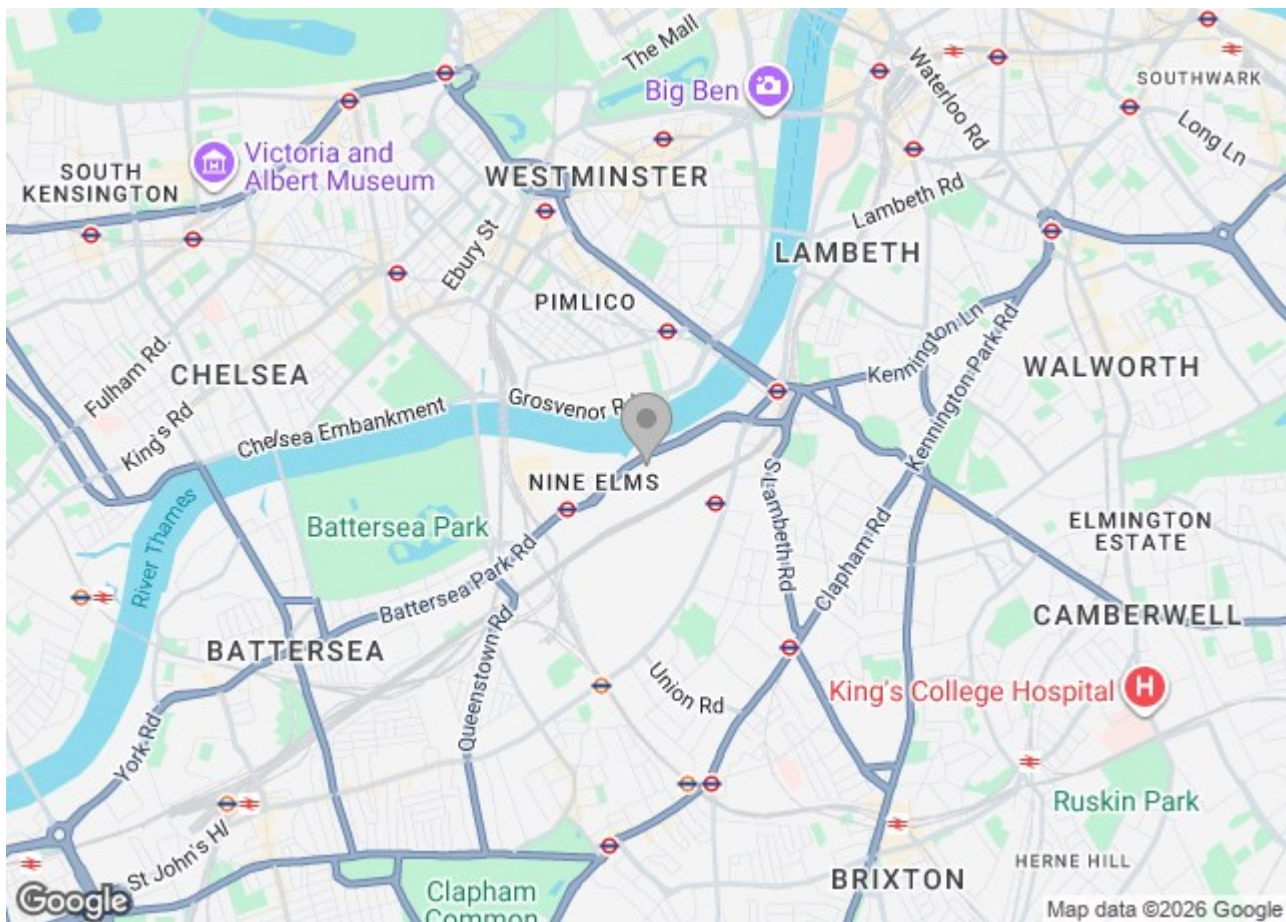 The Mall
Big Ben
Waterloo Rd
SOUTHWARK
Long Ln
Victoria and
Albert Museum
SOUTH
KENSINGTON
WESTMINSTER
Lambeth Rd
LAMBETH
Ebury St
PIMLICO
Kennington Ln
Kennington Park Rd
WALWORTH
Fulham Rd.
CHELSEA
King's Rd
Chelsea Embankment
Grosvenor
NINE ELMS
S Lambeth Rd
Clapham Rd
River Thames
Battersea Park
Battersea Park Rd
ELMINGTON
ESTATE
CAMBERWELL
BATTERSEA
Queenstown Rd
Union Rd
King's College Hospital
H
York Rd
St John's Hl
Ruskin Park
HERNE HILL
BRIXTON
Clapham
Common
Google
Map data ©2026 Google